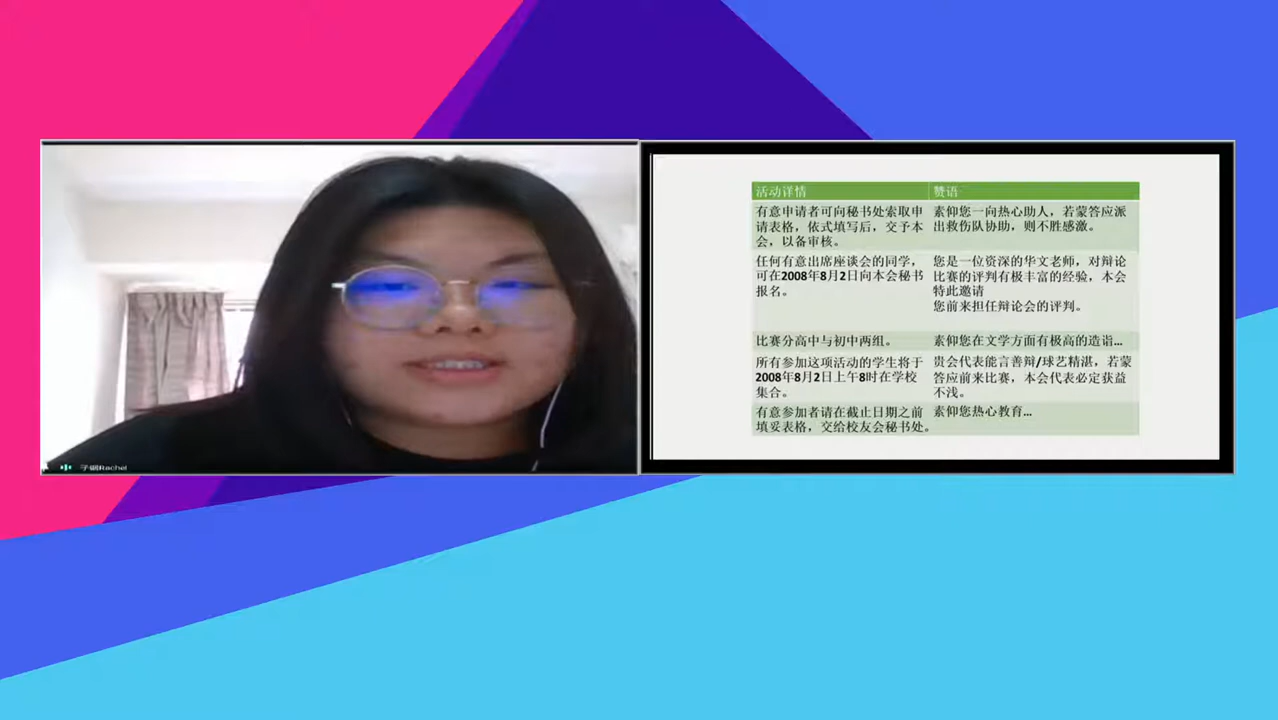 活动详情
赞语
有意申请者可向秘书处索取申
请表格，依式填写后，交予本
会，以备审核。
素仰您一向热心助人，若蒙答应派
出救伤队协助，则不胜感激。
任何有意出席座谈会的同学，
可在2008年8月2日向本会秘书
报名。
您是一位资深的华文老师，对辩论
比赛的评判有极丰富的经验，本会
特此邀请
您前来担任辩论会的评判。
比赛分高中与初中两组。
素仰您在文学方面有极高的造诣...
所有参加这项活动的学生将于
2008年8月2日上午8时在学校
集合。
贵会代表能言善辩/球艺精湛，若蒙
答应前来比赛，本会代表必定获益
不浅。
有意参加者请在截止日期之前
填妥表格，交给校友会秘书处。
素仰您热心教育...
Rachel